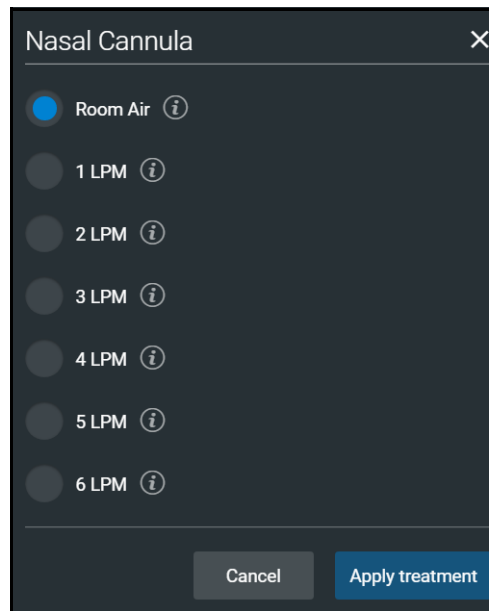 Nasal Cannula
Room Air
1 LPM
2 LPM
3 LPM
4 LPM
5 LPM
6 LPM
Cancel Apply treatment